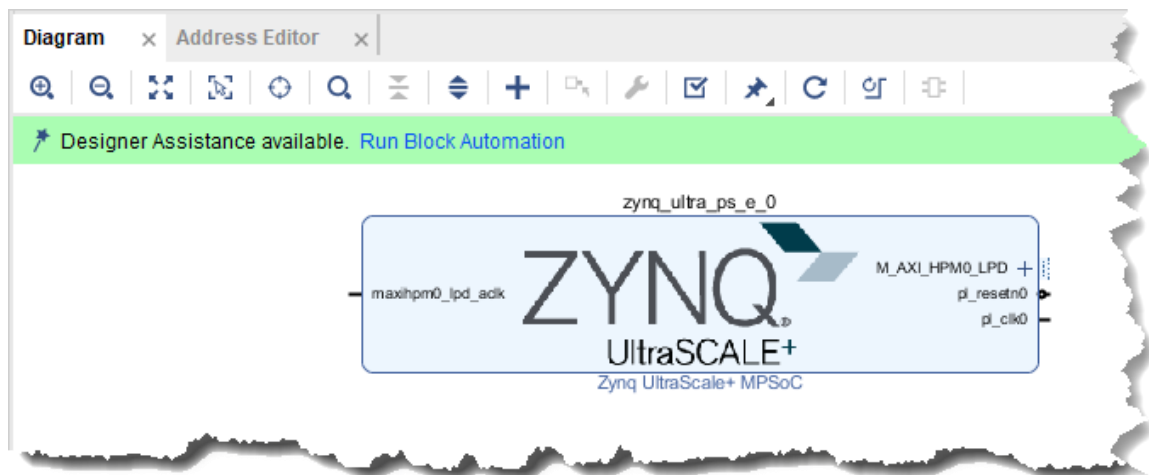 Diagram
Address Editor
Designer Assistance available. Run Block Automation
zynq_ultra_ps_e_0
maxihpm0_lpd_aclk
ZYNQ
UltraSCALE+
M_AXI_HPM0_LPD
pl_resetn0
pl_clk0
Zynq UltraScale+ MPSoC